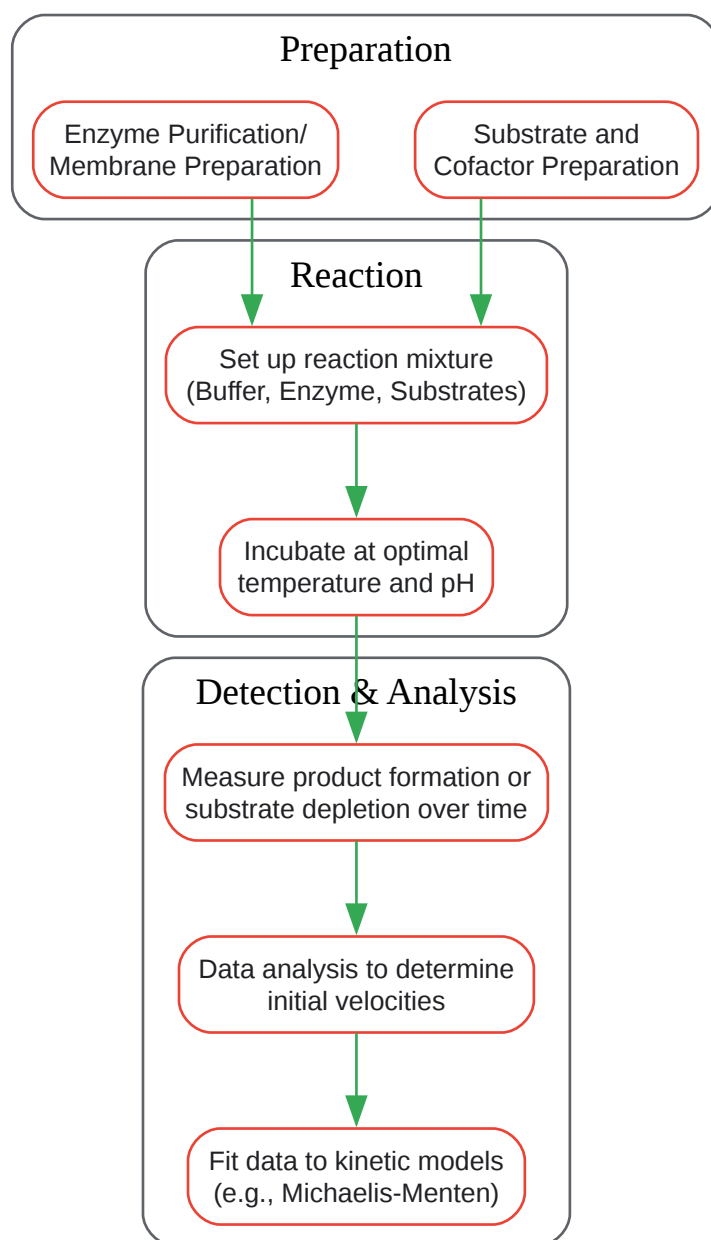 Preparation
Enzyme Purification/
Membrane Preparation
Substrate and
Cofactor Preparation
Reaction
Set up reaction mixture
(Buffer, Enzyme, Substrates)
Incubate at optimal
temperature and pH
Detection & Analysis
Measure product formation or
substrate depletion over time
Data analysis to determine
initial velocities
Fit data to kinetic models
(e.g., Michaelis-Menten)